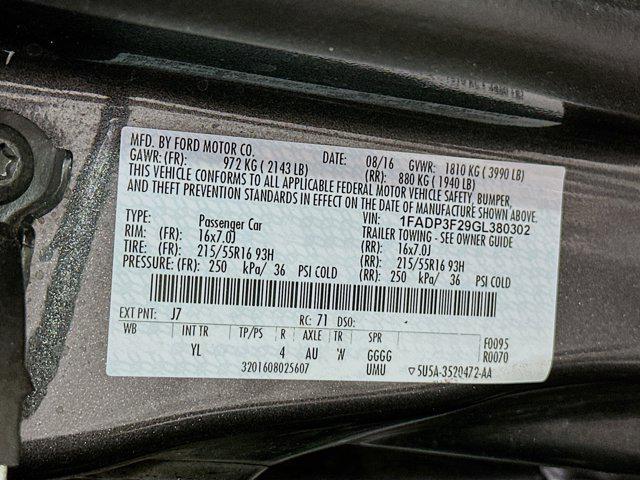 MFD. BY FORD MOTOR CO. DATE: 08/16 GVWR: 1810 KG ( 3990 LB)
GAWR: (FR): 972 KG ( 2143 LB) (RR): 880 KG ( 1940 LB)
THIS VEHICLE CONFORMS TO ALL APPLICABLE FEDERAL MOTOR VEHICLE SAFETY, BUMPER,
AND THEFT PREVENTION STANDARDS IN EFFECT ON THE DATE OF MANUFACTURE SHOWN ABOVE.
VIN: 1FADP3F29GL380302
TYPE: Passenger Car TRAILER TOWING - SEE OWNER GUIDE
RIM: (FR): 16x7.0J (RR): 16x7.0J
TIRE: (FR): 215/55R16 93H (RR): 215/55R16 93H
PRESSURE: (FR): 250 kPa/ 36 PSI COLD (RR): 250 kPa/ 36 PSI COLD
EXT PNT: J7 RC: 71 DSO:
WB INT TR TP/PS R AXLE TR SPR F0095
YL 4 AU W GGGG R0070
3201608025607 UMU ▽5U5A-3520472-AA